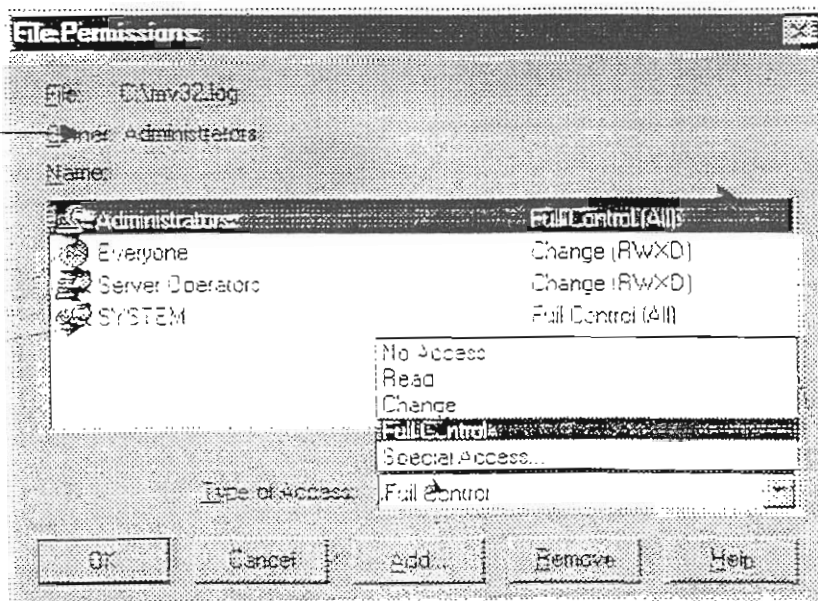 File Permissions
File: C:\mv32.log
Owner: Administrators
Name:
Administrators Full Control (All)
Everyone Change (RWXD)
Server Operators Change (RWXD)
SYSTEM Full Control (All)
No Access
Read
Change
Full Control
Special Access...
Type of Access: Full Control
OK Cancel Add... Remove Help